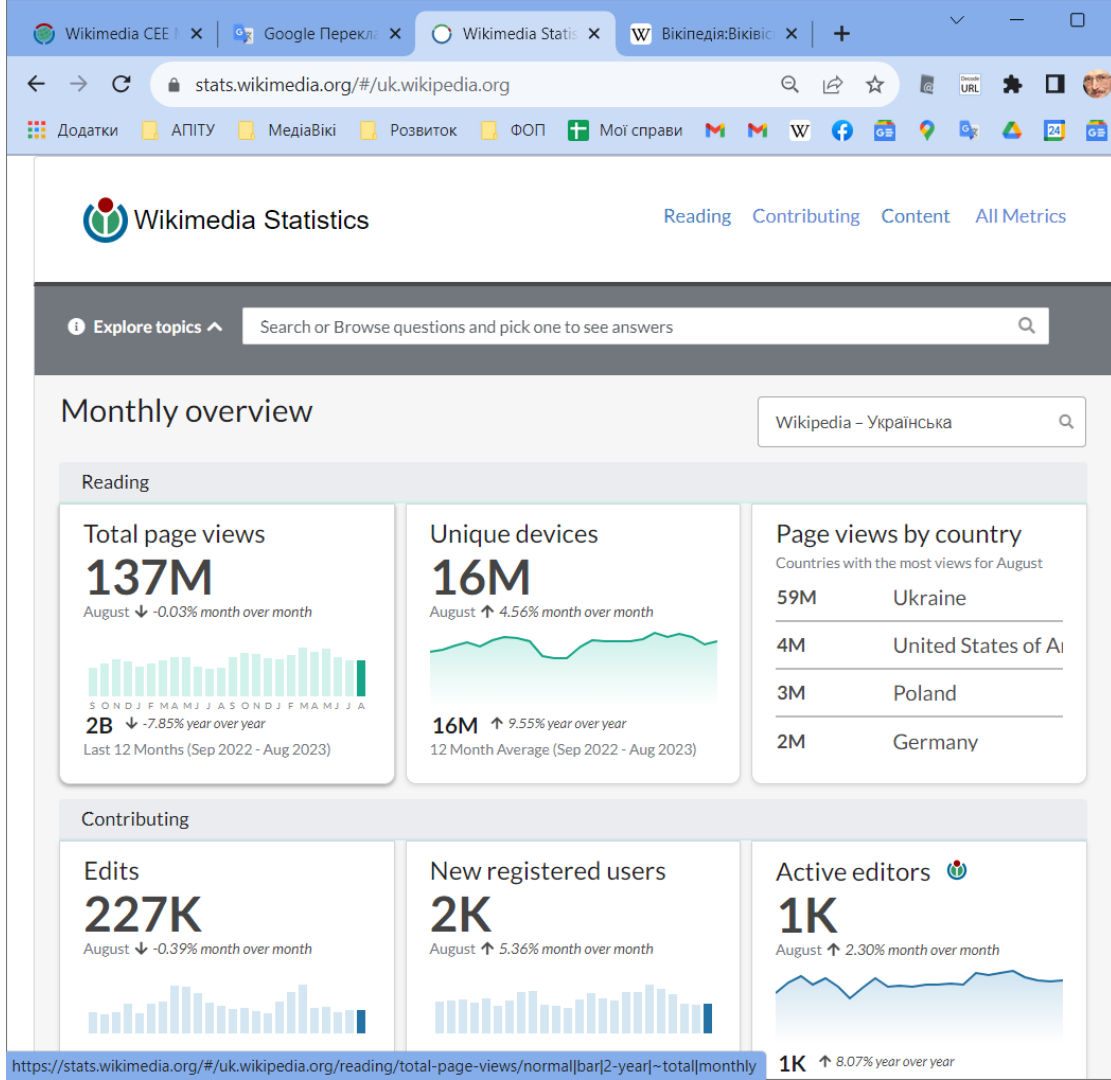 Wikimedia CEE
Google Перекла
Wikimedia Statis
W Вікіпедія:Віківіс
stats.wikimedia.org/#/uk.wikipedia.org
Decode URL
Додатки АПІТУ МедіаВікі Розвиток ФОП Мої справи W 24
Wikimedia Statistics
Reading Contributing Content All Metrics
Explore topics
Search or Browse questions and pick one to see answers
Monthly overview
Wikipedia – Українська
Reading
Total page views
137M
August -0.03% month over month
S O N D J F M A M J J A S O N D J F M A M J J A
2B -7.85% year over year
Last 12 Months (Sep 2022 - Aug 2023)
Unique devices
16M
August 4.56% month over month
16M 9.55% year over year
12 Month Average (Sep 2022 - Aug 2023)
Page views by country
Countries with the most views for August
59M Ukraine
4M United States of
3M Poland
2M Germany
Contributing
Edits
227K
August -0.39% month over month
New registered users
2K
August 5.36% month over month
Active editors
1K
August 2.30% month over month
1K 8.07% year over year
https://stats.wikimedia.org/#/uk.wikipedia.org/reading/total-page-views/normal|bar|2-year|~total|monthly